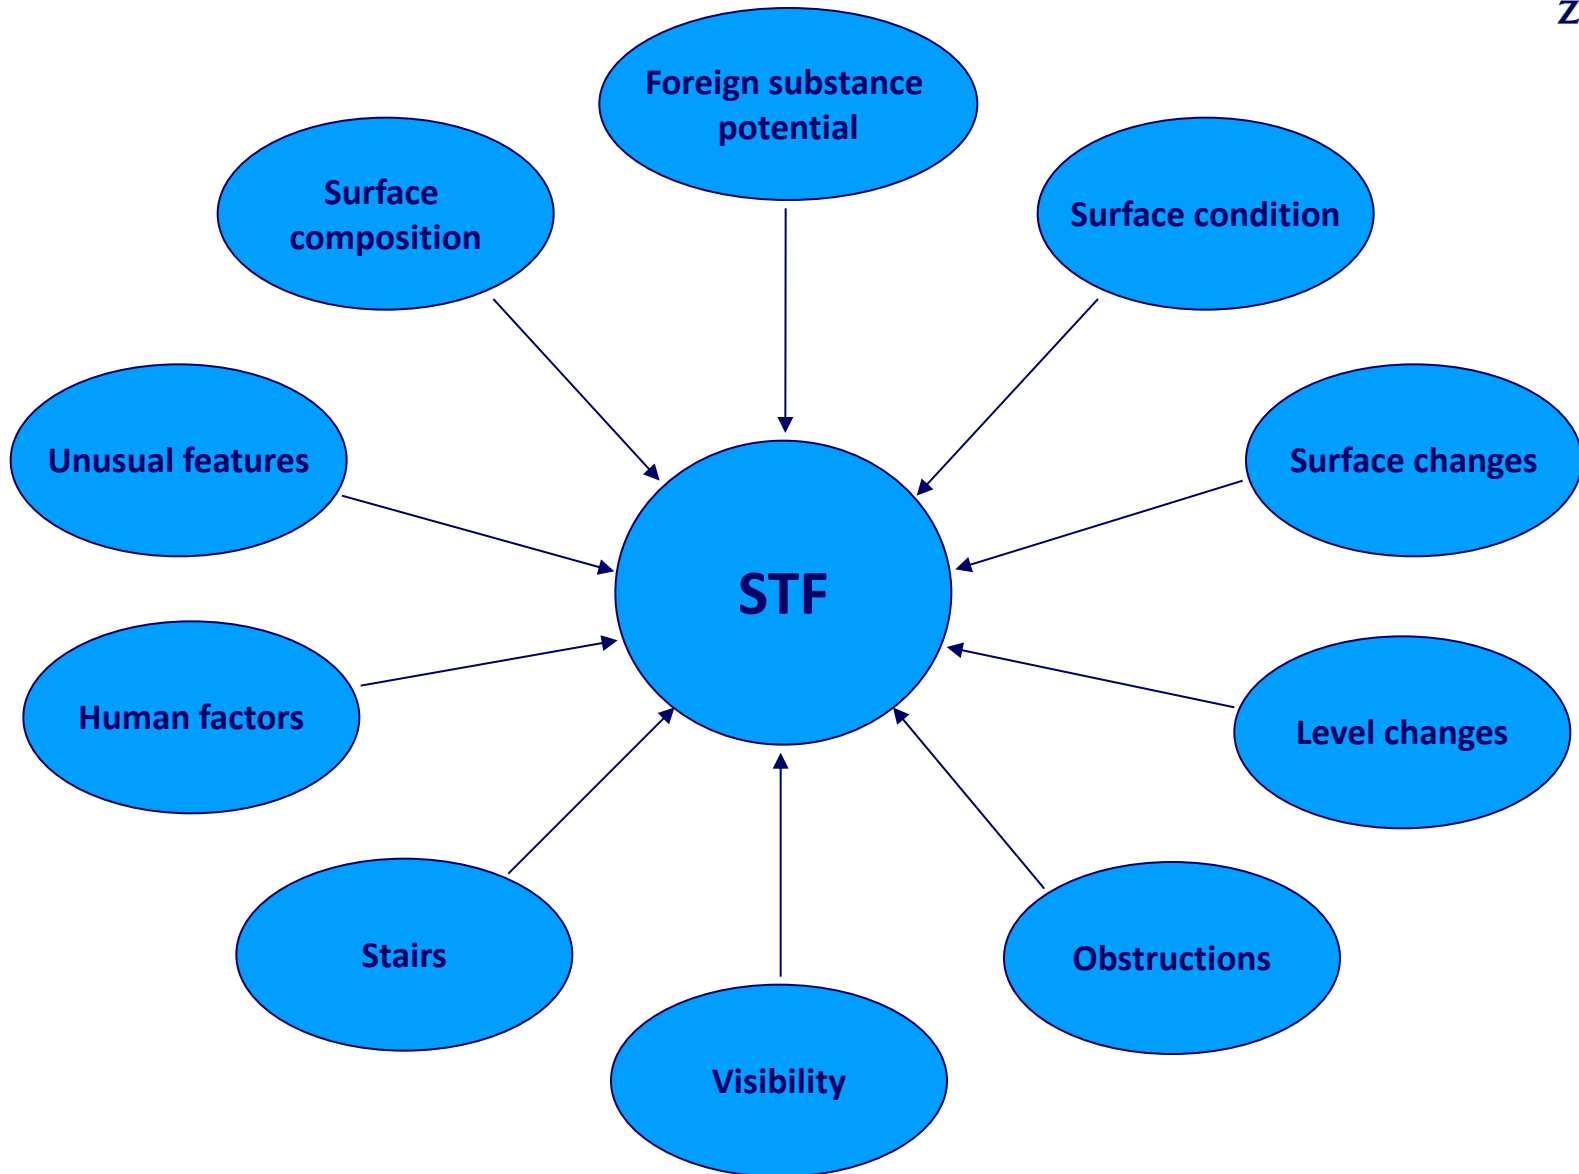 Z
Foreign substance
potential
Surface
composition
Surface condition
Unusual features
Surface changes
STF
Human factors
Level changes
Stairs
Obstructions
Visibility